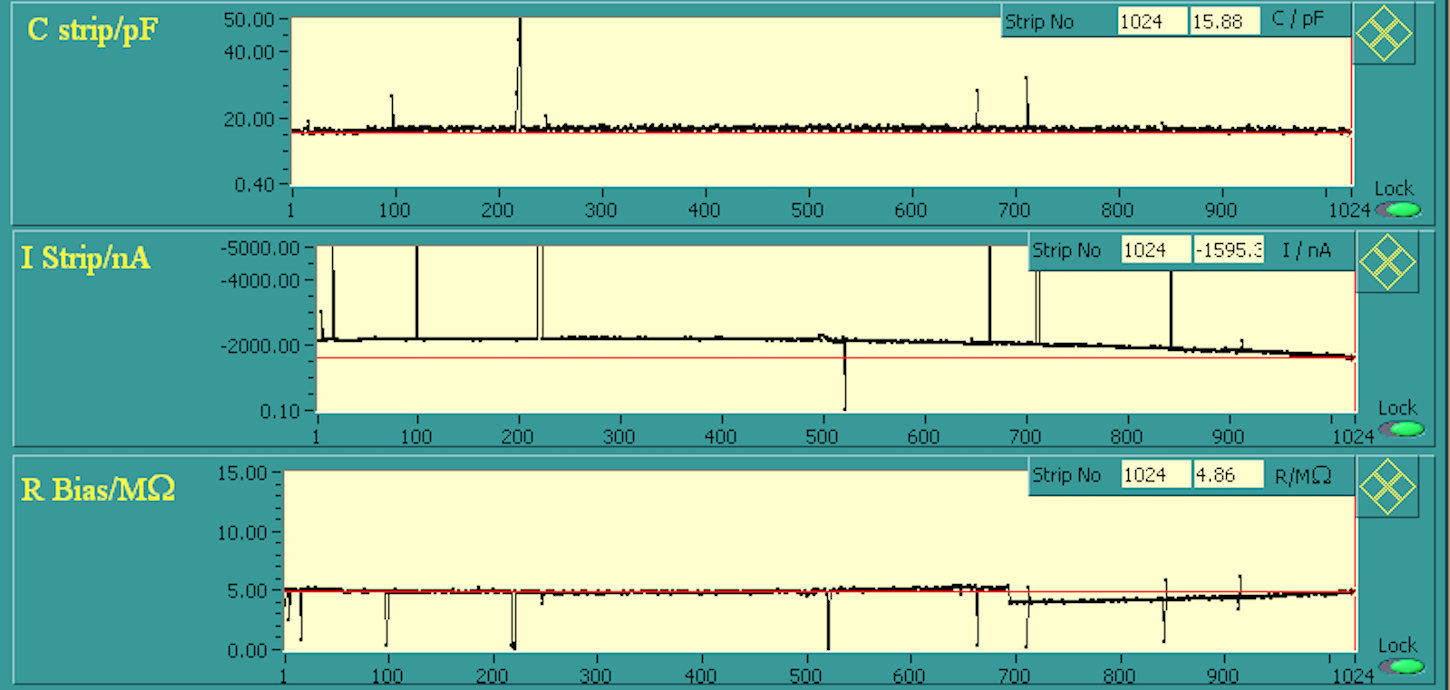 C strip/pF
50.00
40.00
20.00
0.40
Strip No 1024 15.88 C / pF
1 100 200 300 400 500 600 700 800 900 1024
Lock
I Strip/nA
-5000.00
-4000.00
-2000.00
0.10
Strip No 1024 -1595.3 I / nA
1 100 200 300 400 500 600 700 800 900 1024
Lock
R Bias/MΩ
15.00
10.00
5.00
0.00
Strip No 1024 4.86 R/MΩ
1 100 200 300 400 500 600 700 800 900 1024
Lock